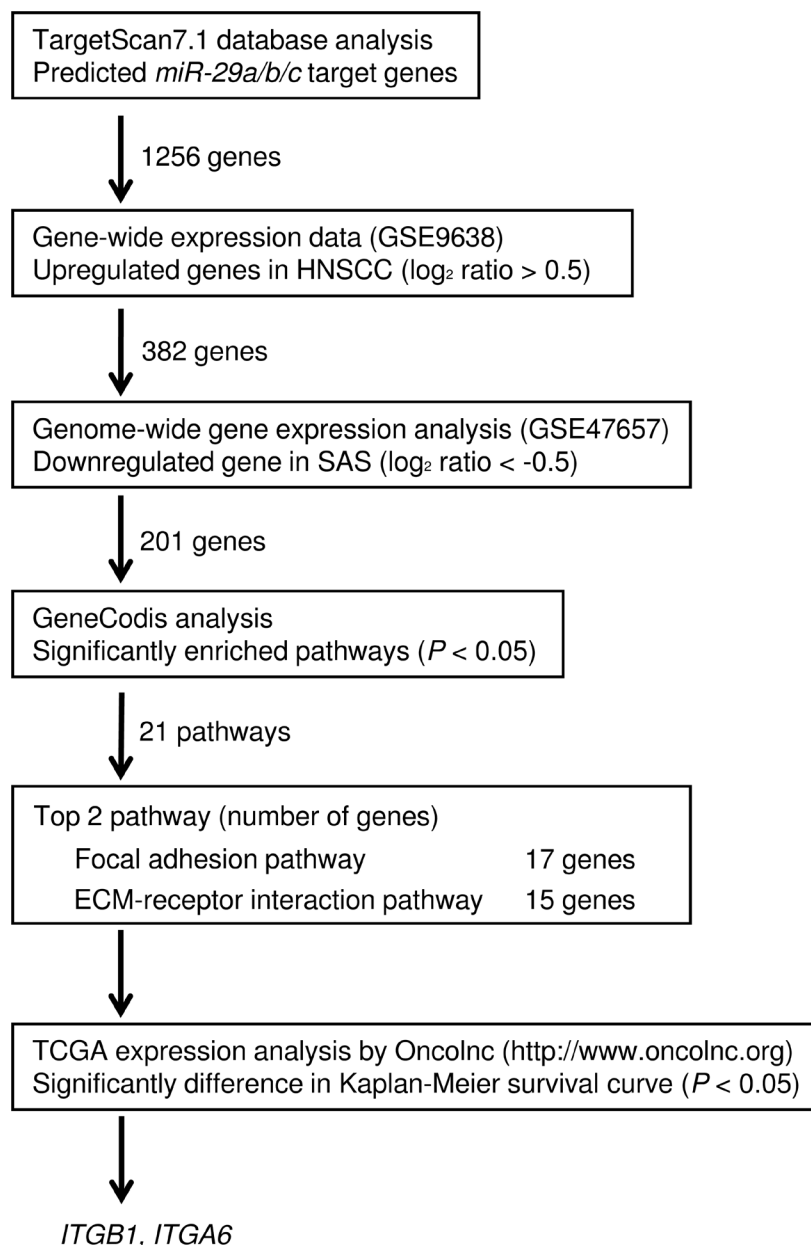 TargetScan7.1 database analysis
Predicted miR-29a/b/c target genes
1256 genes
Gene-wide expression data (GSE9638)
Upregulated genes in HNSCC (log₂ ratio > 0.5)
382 genes
Genome-wide gene expression analysis (GSE47657)
Downregulated gene in SAS (log₂ ratio < -0.5)
201 genes
GeneCodis analysis
Significantly enriched pathways (P < 0.05)
21 pathways
Top 2 pathway (number of genes)
Focal adhesion pathway 17 genes
ECM-receptor interaction pathway 15 genes
TCGA expression analysis by OncoInc (http://www.oncolnc.org)
Significantly difference in Kaplan-Meier survival curve (P < 0.05)
ITGB1, ITGA6